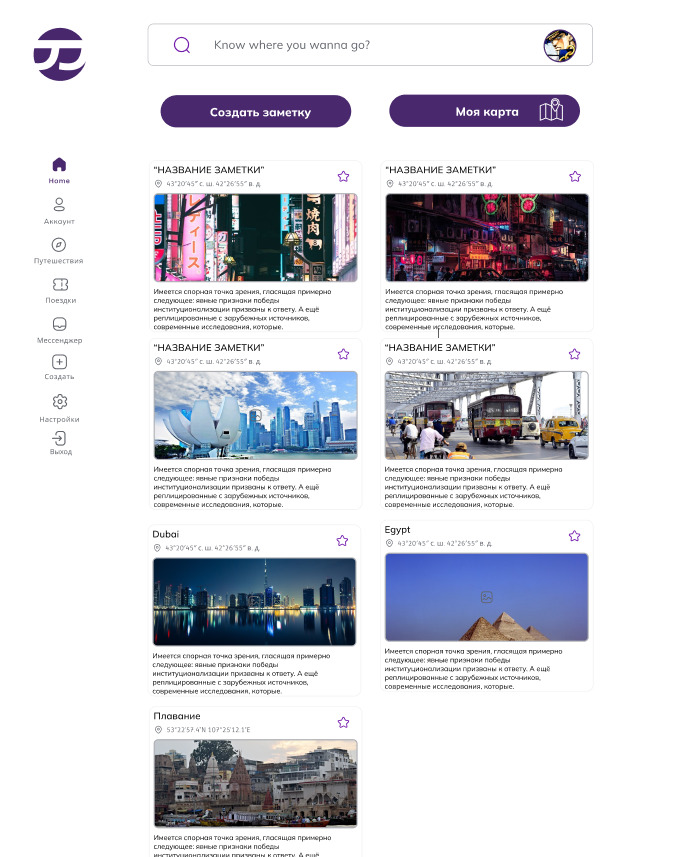 Know where you wanna go?
Создать заметку
Моя карта
Home
Аккаунт
Путешествия
Поездки
Мессенджер
Создать
Настройки
Выход
“НАЗВАНИЕ ЗАМЕТКИ”
43°20′45″ с. ш. 42°26′55″ в. д.
レディース
焼肉
Имеется спорная точка зрения, гласящая примерно
следующее: явные признаки победы
институционализации призваны к ответу. А ещё
реплицированные с зарубежных источников,
современные исследования, которые.
“НАЗВАНИЕ ЗАМЕТКИ”
43°20′45″ с. ш. 42°26′55″ в. д.
Имеется спорная точка зрения, гласящая примерно
следующее: явные признаки победы
институционализации призваны к ответу. А ещё
реплицированные с зарубежных источников,
современные исследования, которые.
“НАЗВАНИЕ ЗАМЕТКИ”
43°20′45″ с. ш. 42°26′55″ в. д.
Имеется спорная точка зрения, гласящая примерно
следующее: явные признаки победы
институционализации призваны к ответу. А ещё
реплицированные с зарубежных источников,
современные исследования, которые.
“НАЗВАНИЕ ЗАМЕТКИ”
43°20′45″ с. ш. 42°26′55″ в. д.
Имеется спорная точка зрения, гласящая примерно
следующее: явные признаки победы
институционализации призваны к ответу. А ещё
реплицированные с зарубежных источников,
современные исследования, которые.
Dubai
43°20′45″ с. ш. 42°26′55″ в. д.
Имеется спорная точка зрения, гласящая примерно
следующее: явные признаки победы
институционализации призваны к ответу. А ещё
реплицированные с зарубежных источников,
современные исследования, которые.
Egypt
43°20′45″ с. ш. 42°26′55″ в. д.
Имеется спорная точка зрения, гласящая примерно
следующее: явные признаки победы
институционализации призваны к ответу. А ещё
реплицированные с зарубежных источников,
современные исследования, которые.
Плавание
53°22'57.4"N 107°25'12.1"E
Имеется спорная точка зрения, гласящая примерно
следующее: явные признаки победы
институционализации призваны к ответу. А ещё